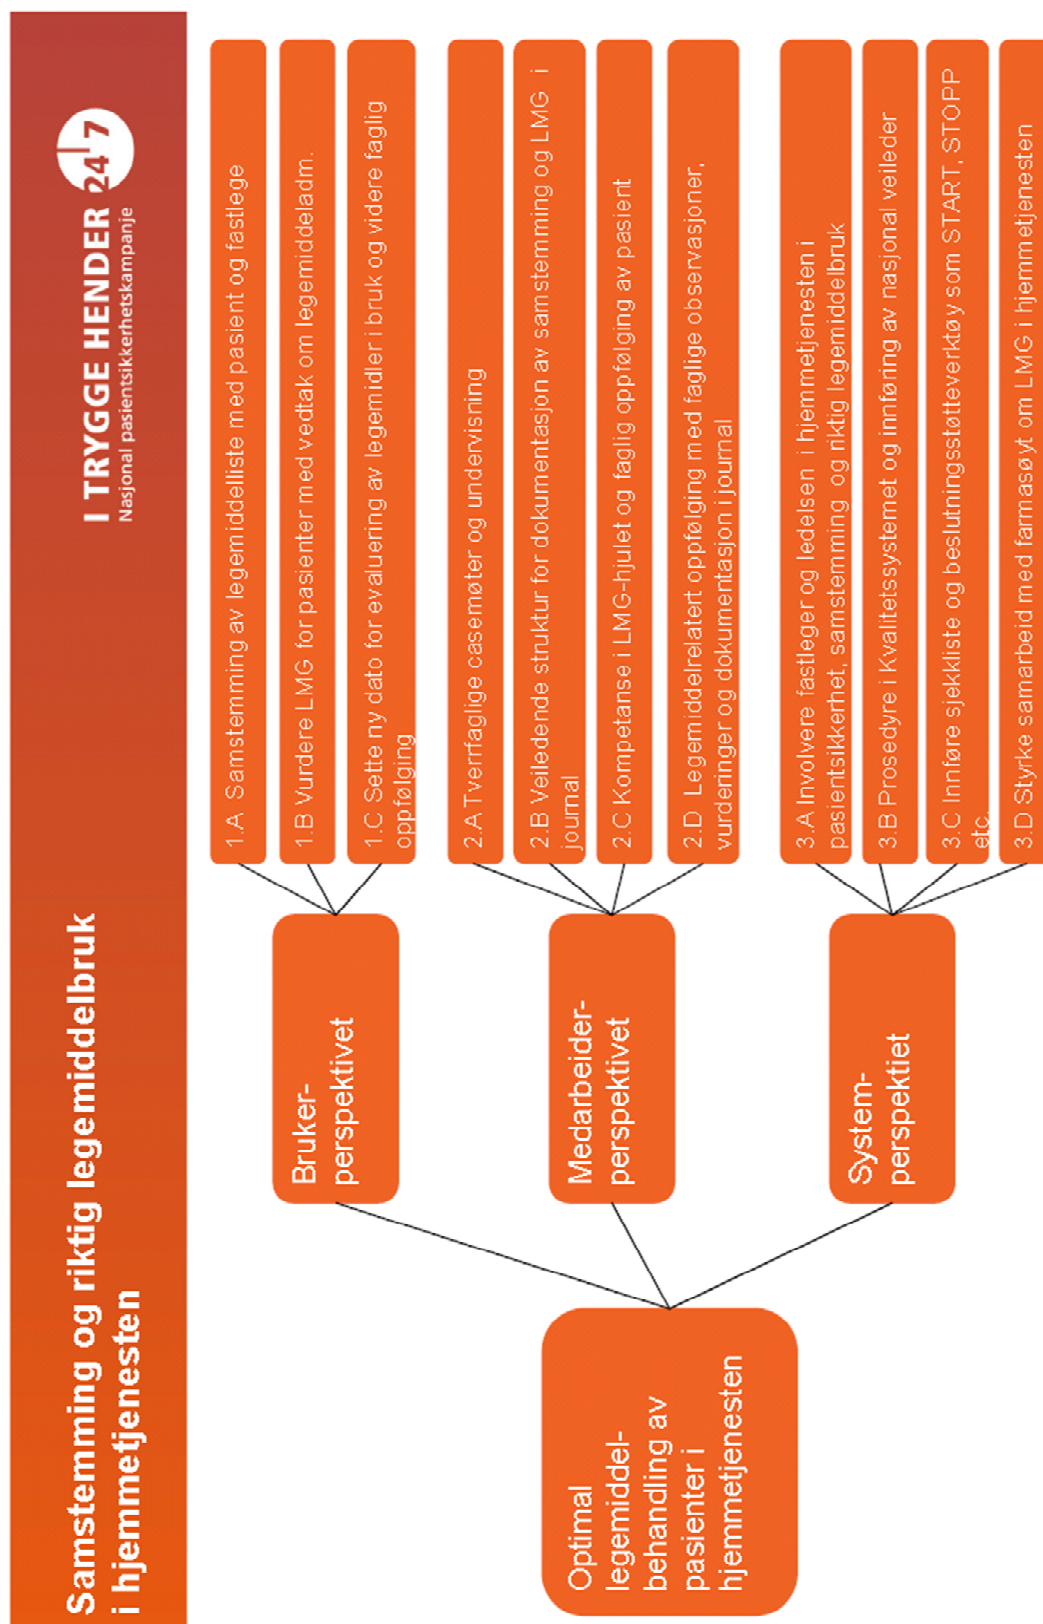 Samstemming og riktig legemiddelbruk
i hjemmetjenesten
I TRYGGE HENDER 24 7
Nasjonal pasientsikkerhetskampanje
Optimal
legemiddel-
behandling av
pasienter i
hjemmetjenesten
Bruker-
perspektivet
1.A Samstemming av legemiddelliste med pasient og fastlege
1.B Vurdere LMG for pasienter med vedtak om legemiddeladm.
1.C Sette ny dato for evaluering av legemidler i bruk og videre faglig
oppfølging
Medarbeider-
perspektivet
2.A Tverrfaglige casemøter og undervisning
2.B Veiledende struktur for dokumentasjon av samstemming og LMG i
journal
2.C Kompetanse i LMG-hjulet og faglig oppfølging av pasient
2.D Legemiddelrelatert oppfølging med faglige observasjoner,
vurderinger og dokumentasjon i journal
System-
perspektiet
3.A Involvere fastleger og ledelsen i hjemmetjenesten i
pasientsikkerhet, samstemming og riktig legemiddelbruk
3.B Prosedyre i Kvalitetssystemet og innføring av nasjonal veileder
3.C Innføre sjekkliste og beslutningsstøtteverktøy som START, STOPP
etc.
3.D Styrke samarbeid med farmasøyt om LMG i hjemmetjenesten